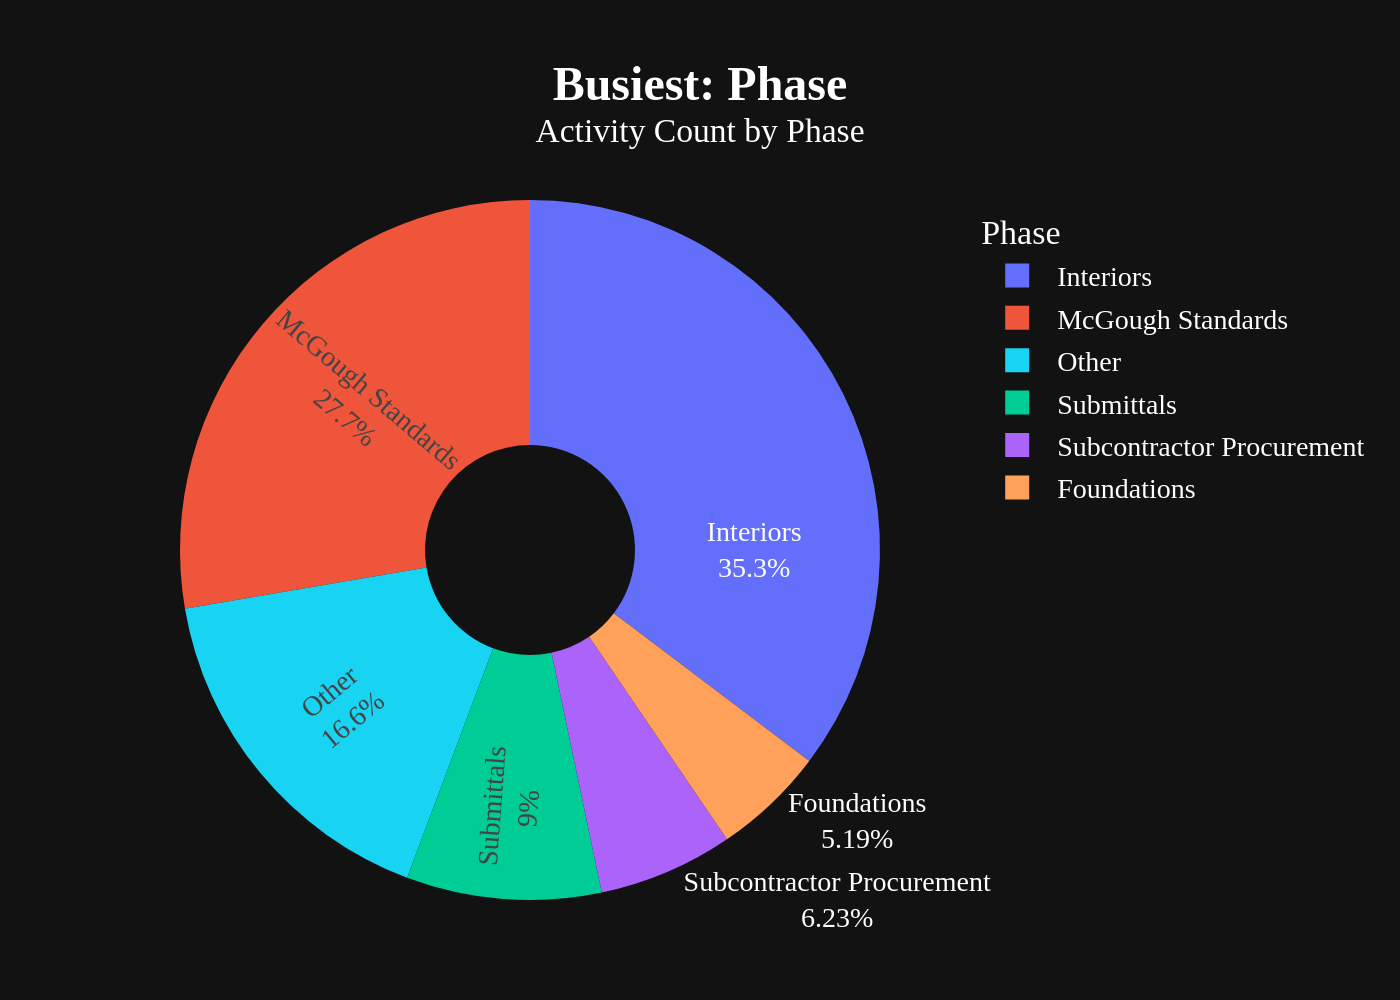 Busiest: Phase
Activity Count by Phase
Phase
Interiors
McGough Standards
Other
Submittals
Subcontractor Procurement
Foundations
McGough Standards
27.7%
Interiors
35.3%
Other
16.6%
Submittals
9%
Foundations
5.19%
Subcontractor Procurement
6.23%